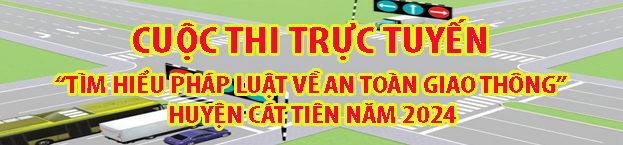 CUỘC THI TRỰC TUYẾN
“TÌM HIỂU PHÁP LUẬT VỀ AN TOÀN GIAO THÔNG”
HUYỆN CÁT TIÊN NĂM 2024